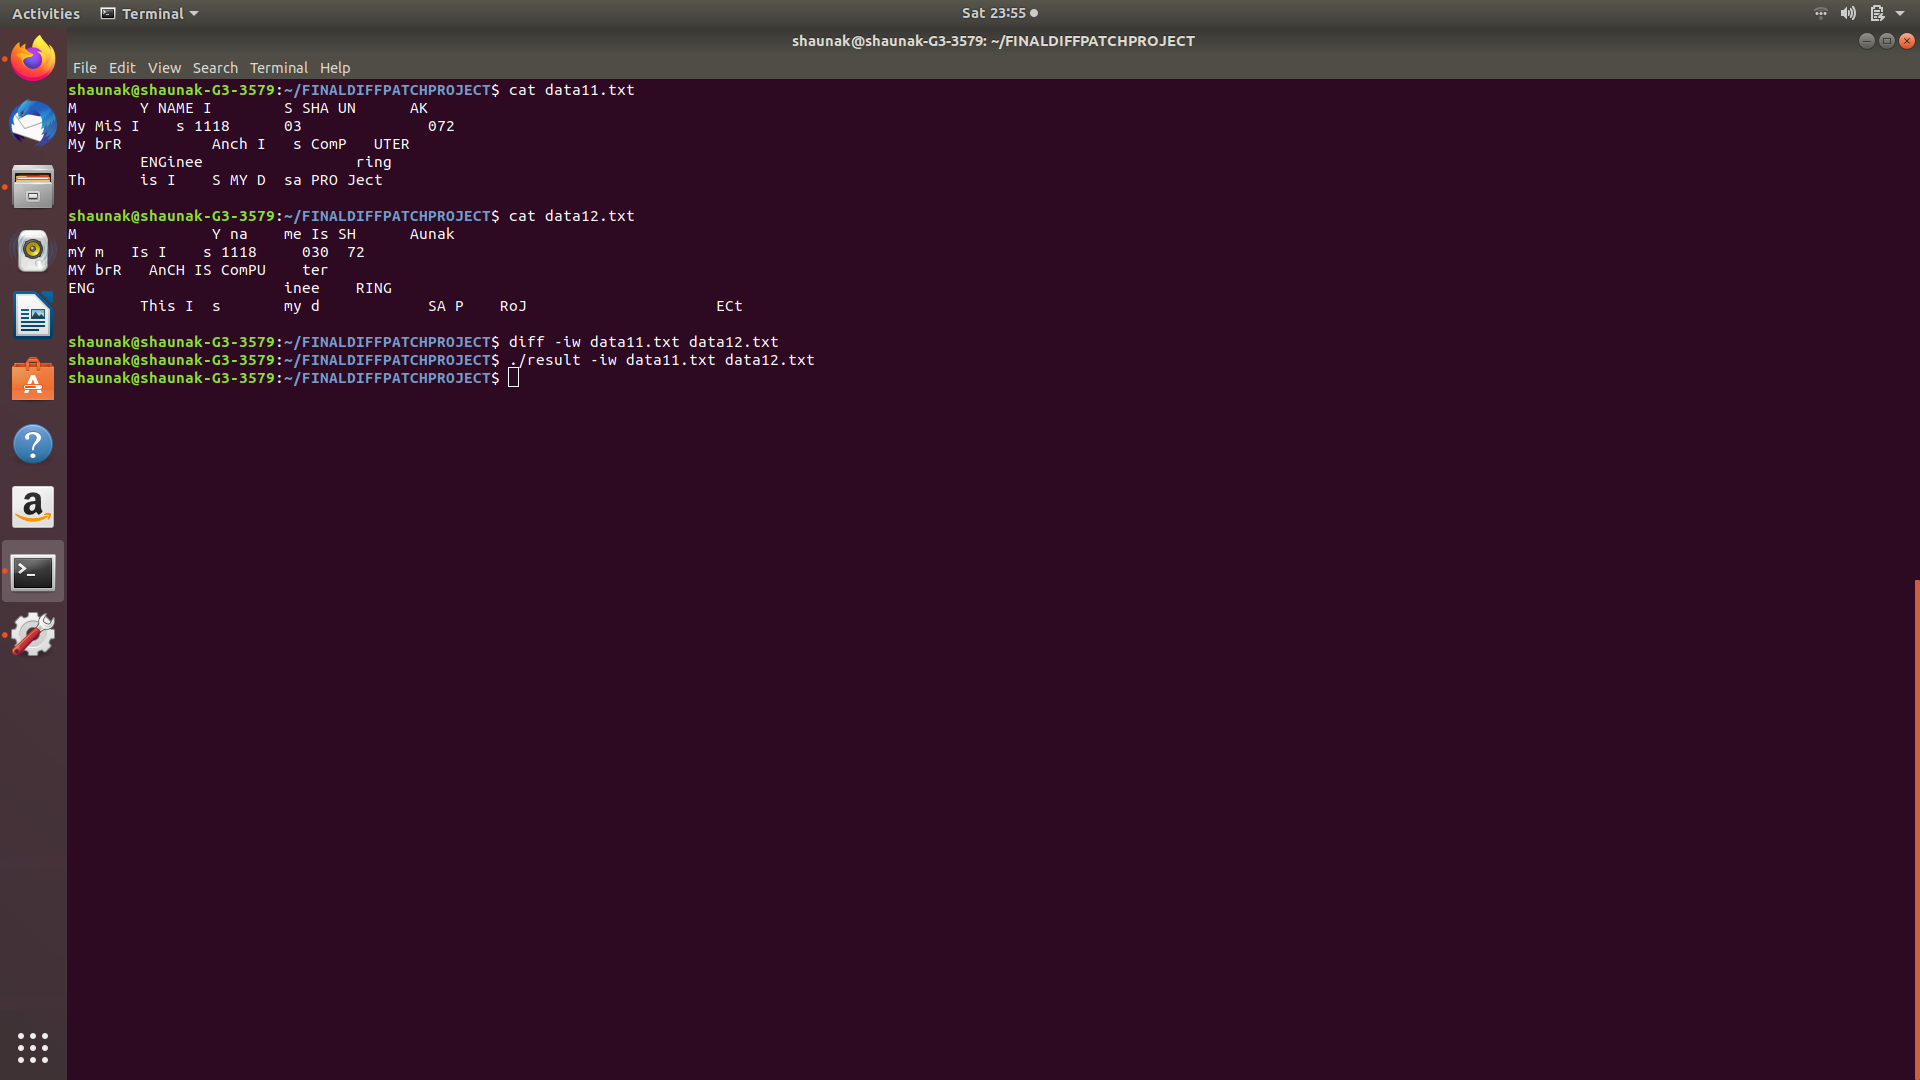 Activities Terminal Sat 23:55
shaunak@shaunak-G3-3579: ~/FINALDIFFPATCHPROJECT
File Edit View Search Terminal Help
shaunak@shaunak-G3-3579:~/FINALDIFFPATCHPROJECT$ cat data11.txt
M       Y NAME I        S SHA UN      AK
My MiS I    s 1118      03              072
My brR          Anch I   s ComP   UTER
        ENGinee                 ring
Th      is I    S MY D  sa PRO Ject
shaunak@shaunak-G3-3579:~/FINALDIFFPATCHPROJECT$ cat data12.txt
M               Y na    me Is SH      Aunak
mY m   Is I    s 1118     030  72
MY brR   AnCH IS ComPU    ter
ENG                     inee    RING
        This I  s       my d            SA P    RoJ                     ECt
shaunak@shaunak-G3-3579:~/FINALDIFFPATCHPROJECT$ diff -iw data11.txt data12.txt
shaunak@shaunak-G3-3579:~/FINALDIFFPATCHPROJECT$ ./result -iw data11.txt data12.txt
shaunak@shaunak-G3-3579:~/FINALDIFFPATCHPROJECT$